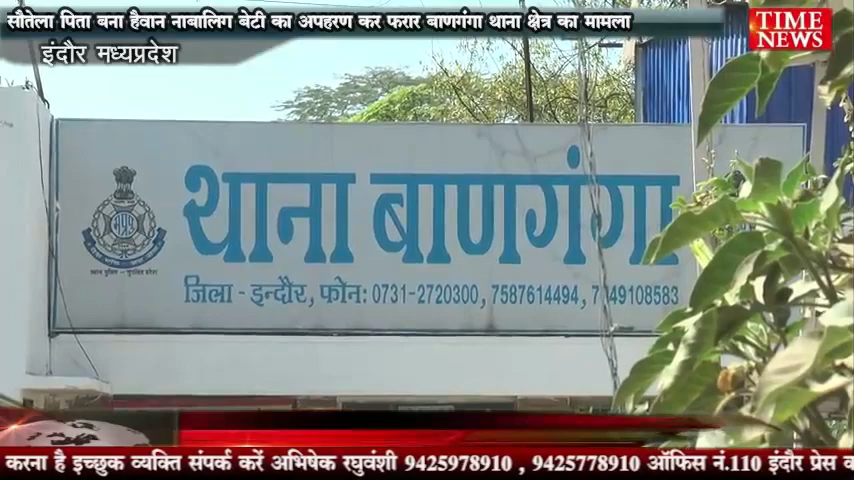 सौतेला पिता बना हैवान नाबालिग बेटी का अपहरण कर फरार बाणगंगा थाना क्षेत्र का मामला
TIME
NEWS
इंदौर मध्यप्रदेश
थाना बाणगंगा
मप्र
जिला - इन्दौर, फोन: 0731-2720300, 7587614494, 7049108583
करना है इच्छुक व्यक्ति संपर्क करें अभिषेक रघुवंशी 9425978910 , 9425778910 ऑफिस नं.110 इंदौर प्रेस